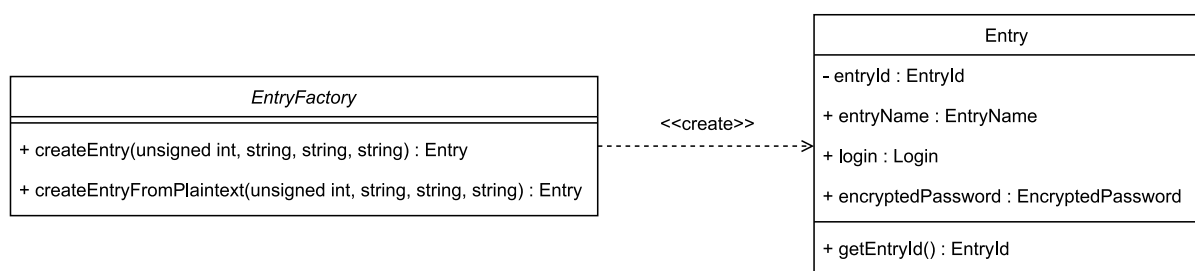 EntryFactory
+ createEntry(unsigned int, string, string, string) : Entry
+ createEntryFromPlaintext(unsigned int, string, string, string) : Entry
<<create>>
Entry
- entryId : EntryId
+ entryName : EntryName
+ login : Login
+ encryptedPassword : EncryptedPassword
+ getEntryId() : EntryId